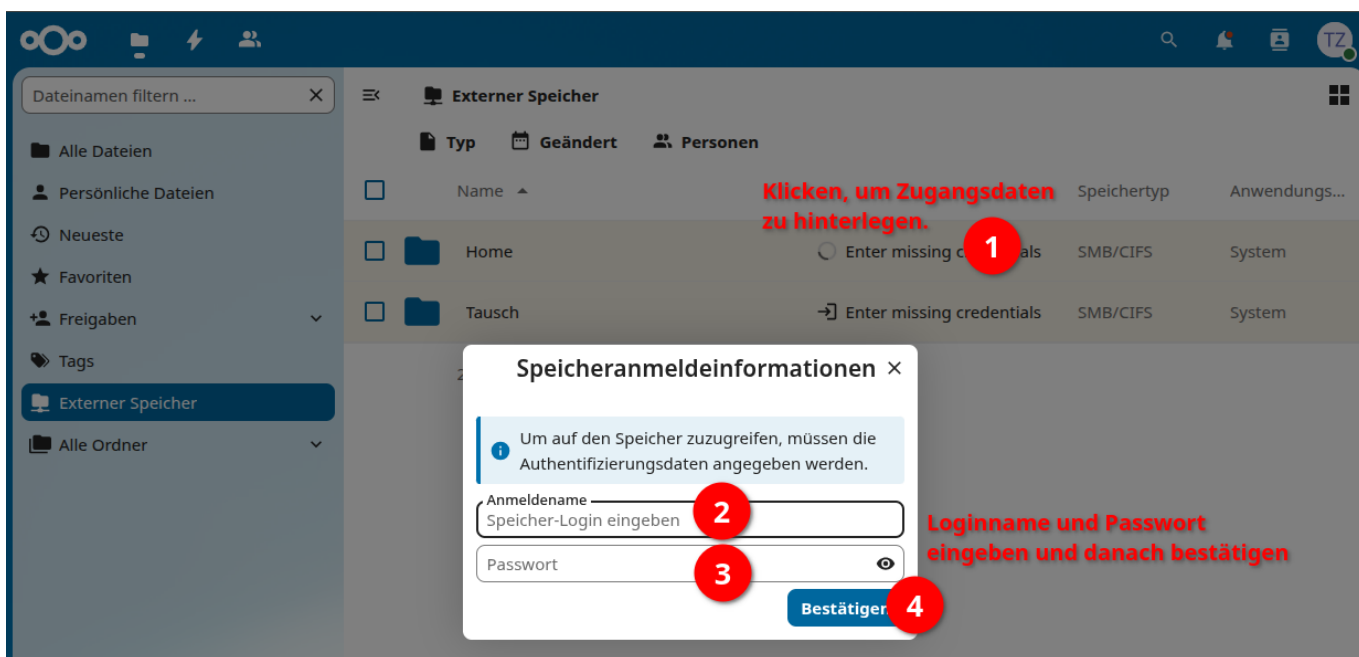 TZ
Dateinamen filtern ...
Externer Speicher
Alle Dateien
Typ Geändert Personen
Persönliche Dateien
Name Klicken, um Zugangsdaten Speichertyp Anwendungs...
zu hinterlegen.
Neueste
Home Enter missing 1 als SMB/CIFS System
Favoriten
Freigaben
Tausch Enter missing credentials SMB/CIFS System
Tags
Speicheranmeldeinformationen
Externer Speicher
Alle Ordner
Um auf den Speicher zuzugreifen, müssen die
Authentifizierungsdaten angegeben werden.
Anmeldename
Speicher-Login eingeben 2
Loginname und Passwort
eingeben und danach bestätigen
Passwort 3
Bestätigen 4